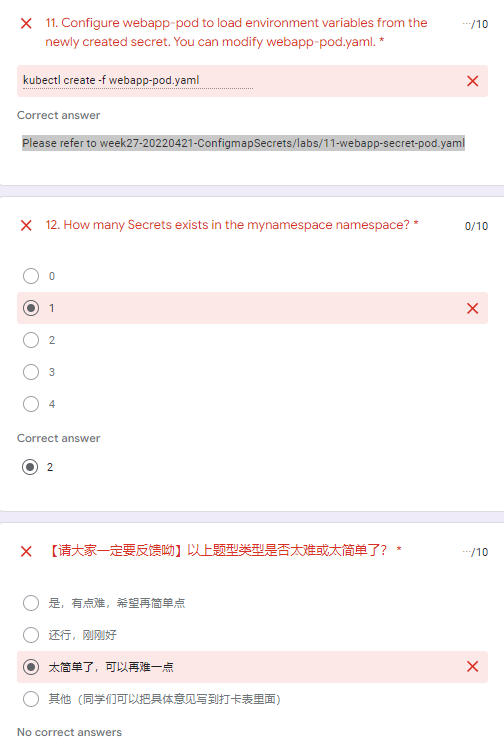 11. Configure webapp-pod to load environment variables from the
newly created secret. You can modify webapp-pod.yaml. *
···/10
kubectl create -f webapp-pod.yaml
Correct answer
Please refer to week27-20220421-ConfigmapSecrets/labs/11-webapp-secret-pod.yaml
12. How many Secrets exists in the mynamespace namespace? *
0/10
0
1
2
3
4
Correct answer
2
【请大家一定要反馈呦】以上题型类型是否太难或太简单了？ *
···/10
是，有点难，希望再简单点
还行，刚刚好
太简单了，可以再难一点
其他（同学们可以把具体意见写到打卡表里面）
No correct answers